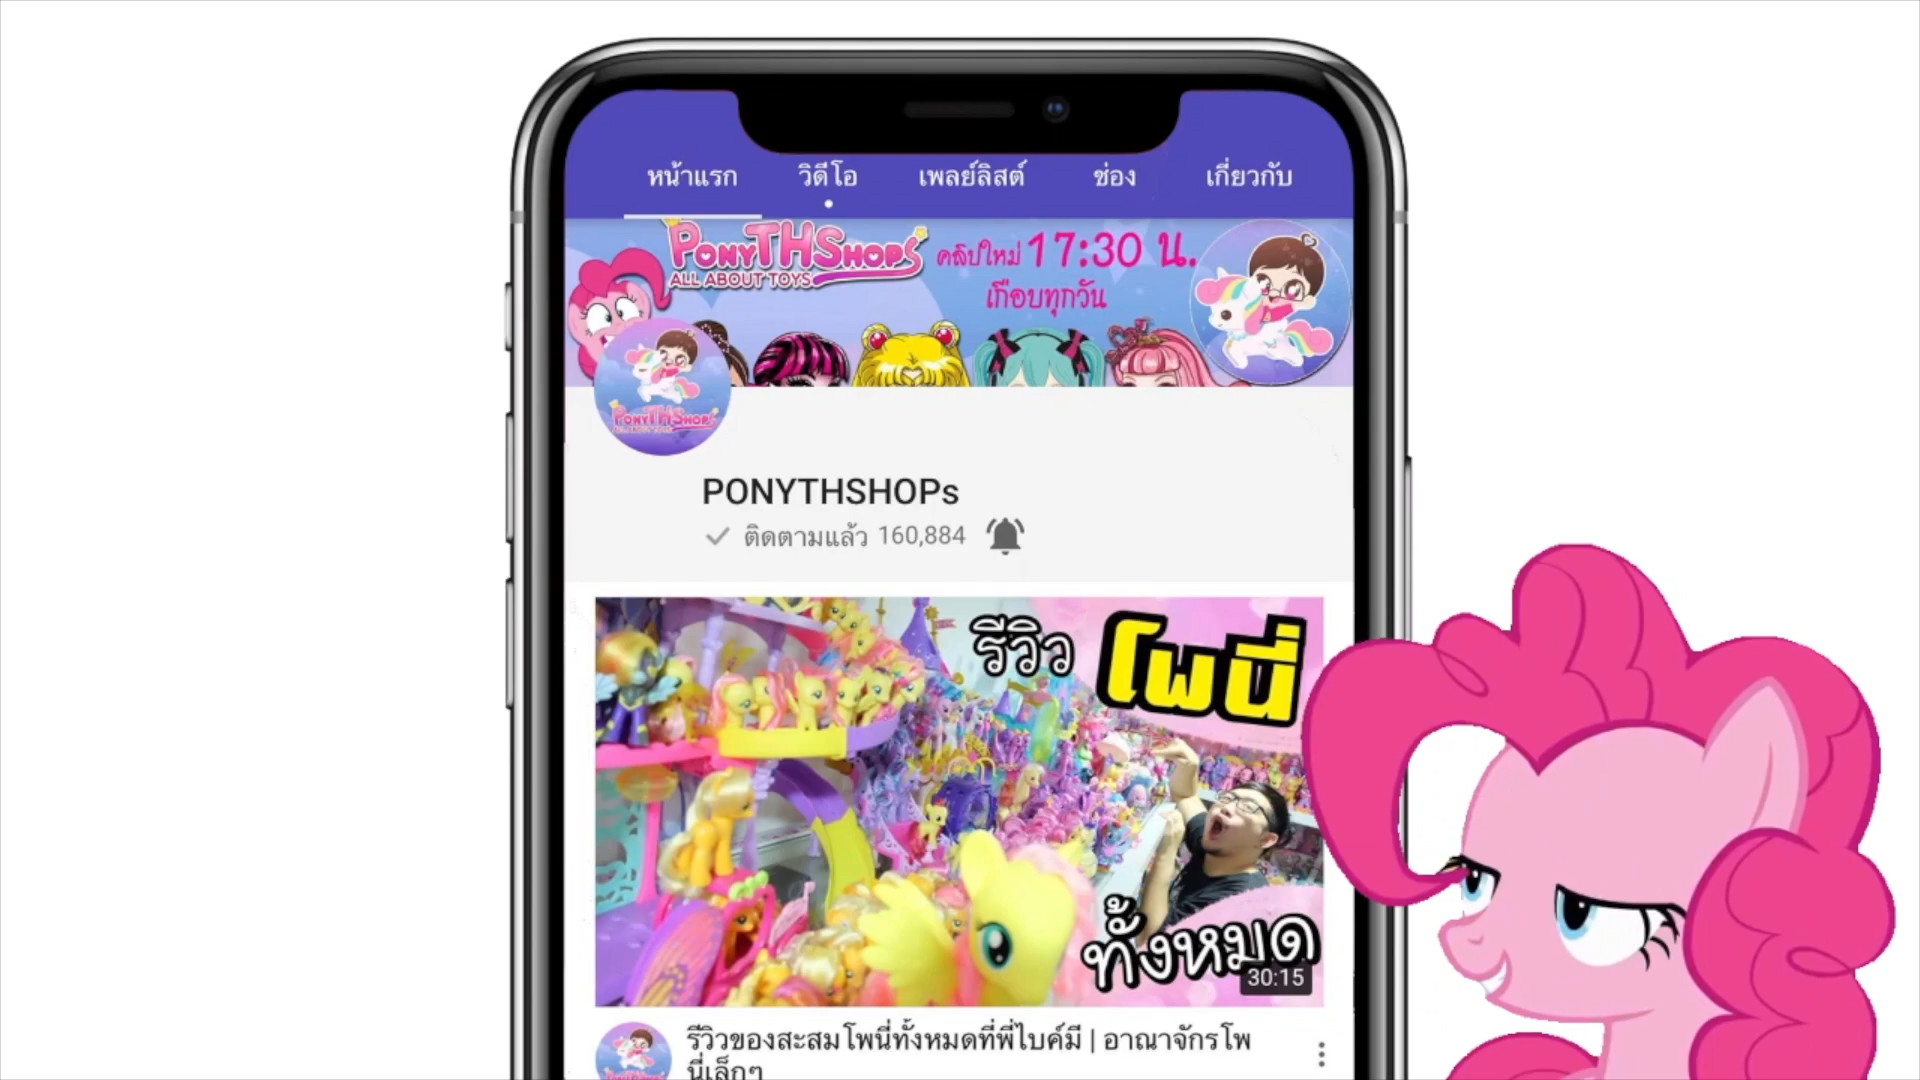 หน้าแรก วิดีโอ เพลย์ลิสต์ ช่อง เกี่ยวกับ
PONYTHSHOPS
ALL ABOUT TOYS
คลิปใหม่ 17:30 น.
เกือบทุกวัน
PONYTHSHOPS
ALL ABOUT TOYS
PONYTHSHOPs
ติดตามแล้ว 160,884
รีวิว โพนี่
ทั้งหมด
30:15
รีวิวของสะสมโพนี่ทั้งหมดที่พี่ไบค์มี | อาณาจักรโพ
นี่เล็กๆ